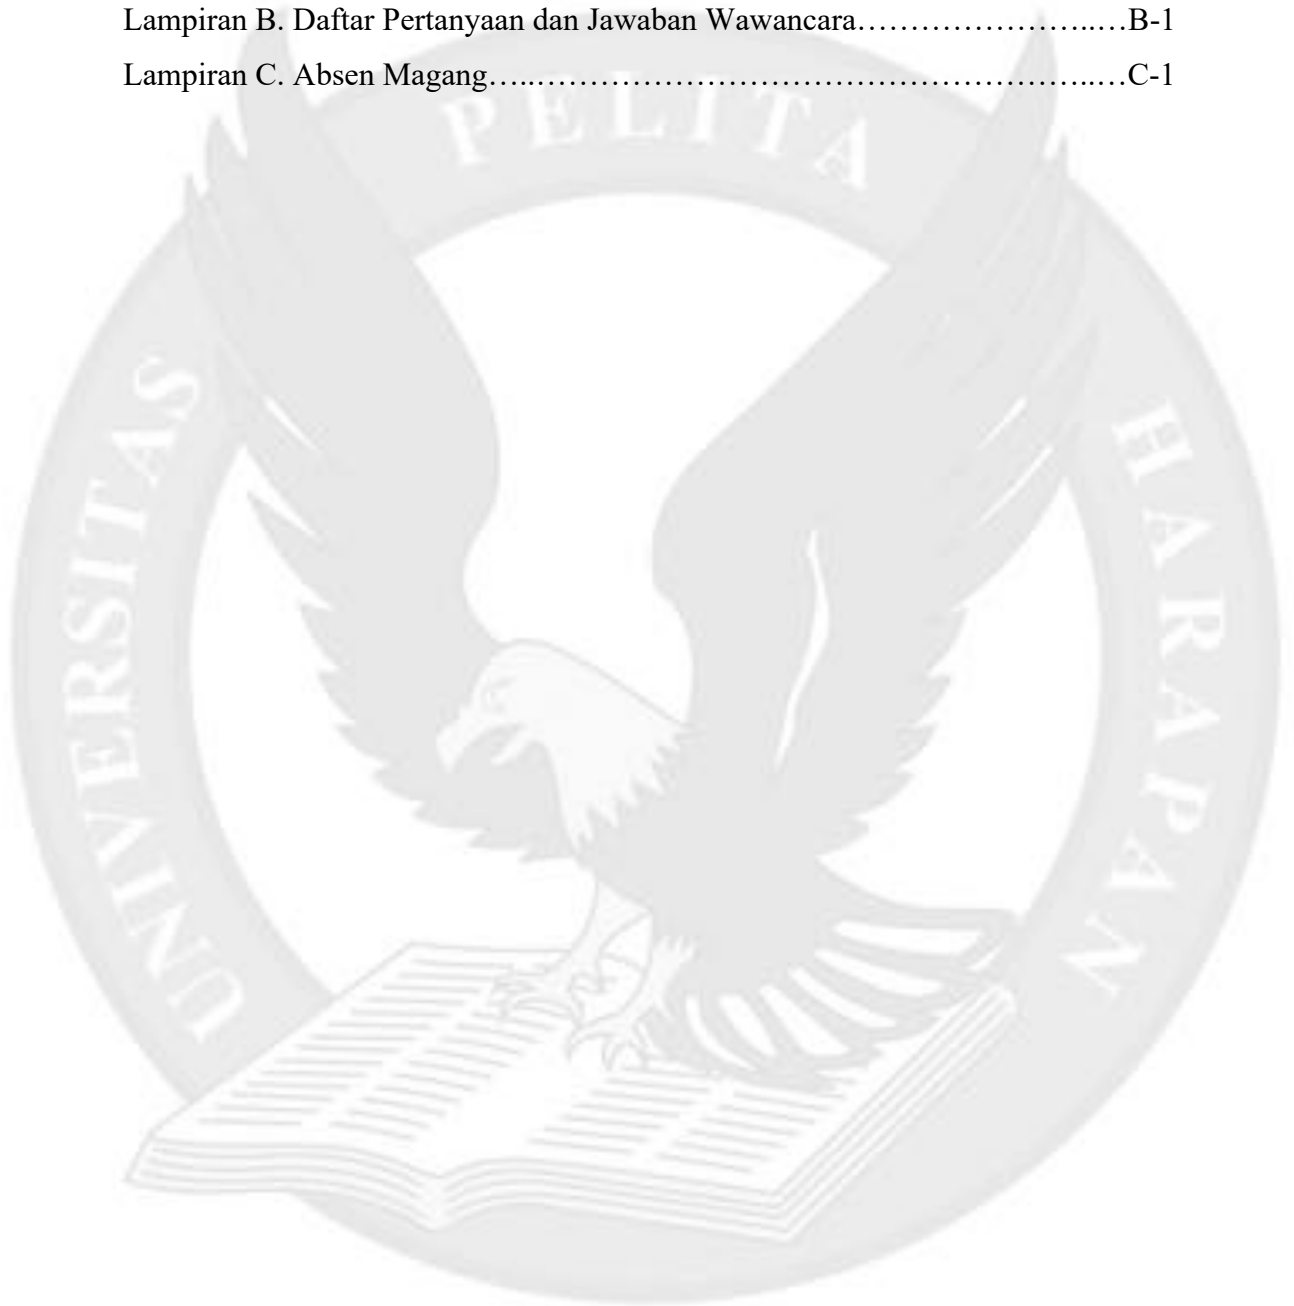 Lampiran B. Daftar Pertanyaan dan Jawaban Wawancara…………………..…B-1
Lampiran C. Absen Magang…..……………………………………………..…C-1
PELITA
UNIVERSITAS
HARAPAN